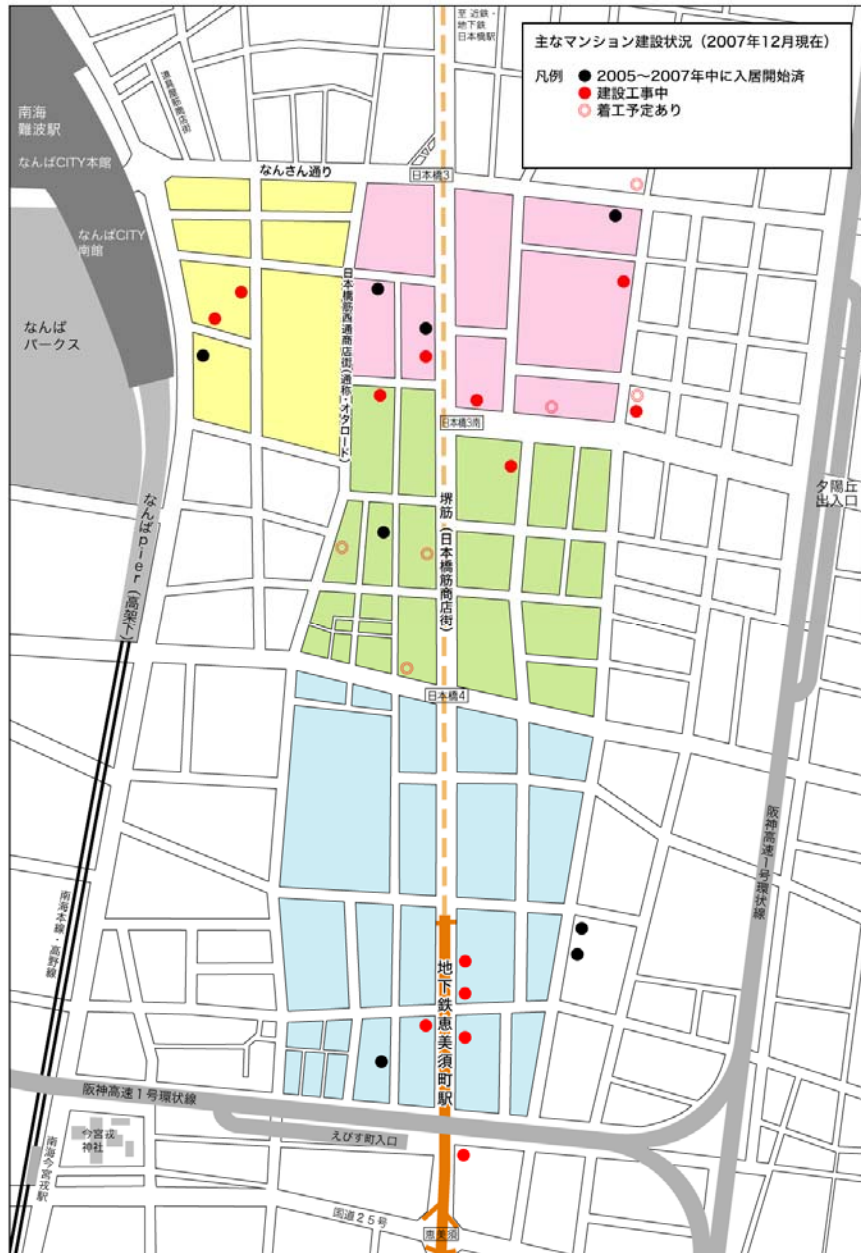 至 近鉄・
地下鉄
日本橋駅
主なマンション建設状況（2007年12月現在）
凡例 ● 2005～2007年中に入居開始済
● 建設工事中
◎ 着工予定あり
道具屋筋商店街
南海
難波駅
なんばCITY本館
なんさん通り
日本橋3
なんばCITY
南館
なんば
パークス
日本橋筋西通商店街(通称・オタロード)
日本橋3南
夕陽丘
出入口
なんばpier(高架下)
堺筋(日本橋筋商店街)
日本橋4
阪神高速1号環状線
南海本線・高野線
地下鉄恵美須町駅
阪神高速1号環状線
えびす町入口
今宮戎
神社
南海今宮戎駅
国道25号
恵美須